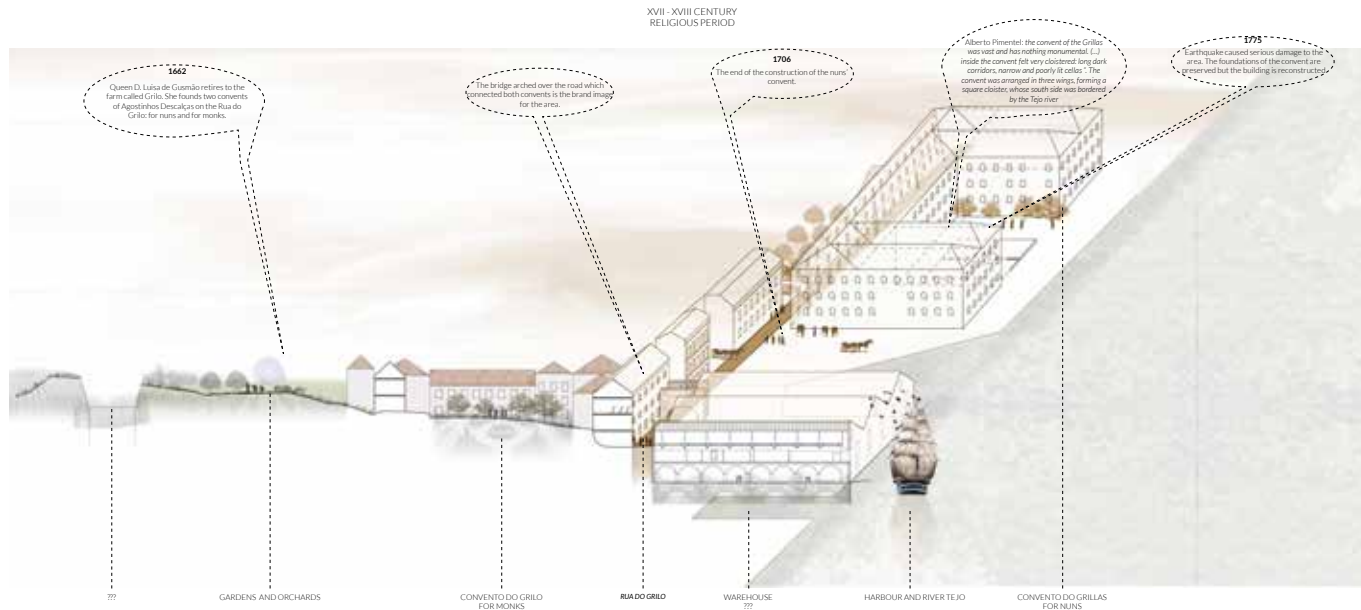 XVII - XVIII CENTURY
RELIGIOUS PERIOD
1662
Queen D. Luisa de Gusmão retires to the
farm called Grilo. She founds two convents
of Agostinhos Descalças on the Rua do
Grilo: for nuns and for monks.
The bridge arched over the road which
connected both convents is the brand image
for the area.
1706
The end of the construction of the nuns'
convent.
Alberto Pimentel: the convent of the Grillas
was vast and has nothing monumental. (...)
inside the convent felt very cloistered: long dark
corridors, narrow and poorly lit cellas". The
convent was arranged in three wings, forming a
square cloister, whose south side was bordered
by the Tejo river
1775
Earthquake caused serious damage to the
area. The foundations of the convent are
preserved but the building is reconstructed
???
GARDENS AND ORCHARDS
CONVENTO DO GRILO
FOR MONKS
RUA DO GRILO
WAREHOUSE
???
HARBOUR AND RIVER TEJO
CONVENTO DO GRILLAS
FOR NUNS